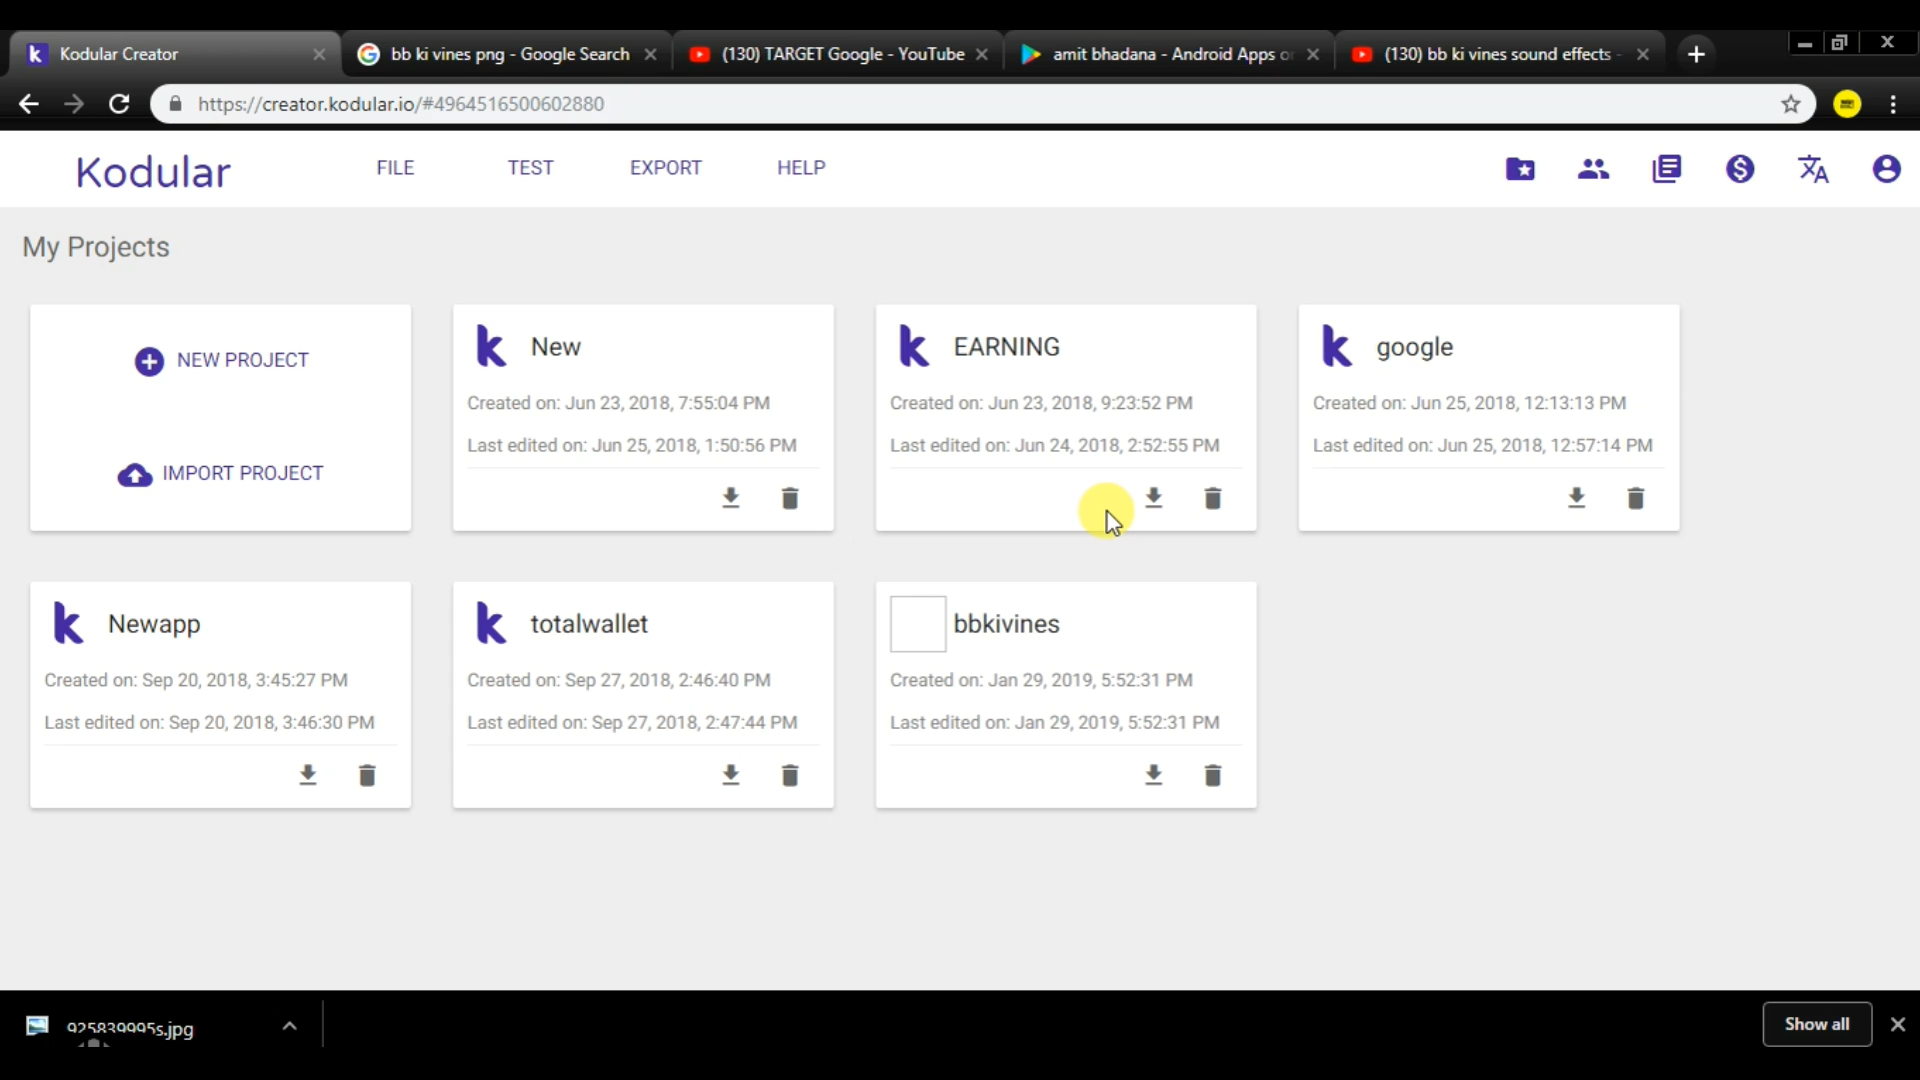 Kodular Creator
bb ki vines png - Google Search
(130) TARGET Google - YouTube
amit bhadana - Android Apps or
(130) bb ki vines sound effects -
https://creator.kodular.io/#4964516500602880
Kodular
FILE
TEST
EXPORT
HELP
My Projects
NEW PROJECT
IMPORT PROJECT
New
Created on: Jun 23, 2018, 7:55:04 PM
Last edited on: Jun 25, 2018, 1:50:56 PM
EARNING
Created on: Jun 23, 2018, 9:23:52 PM
Last edited on: Jun 24, 2018, 2:52:55 PM
google
Created on: Jun 25, 2018, 12:13:13 PM
Last edited on: Jun 25, 2018, 12:57:14 PM
Newapp
Created on: Sep 20, 2018, 3:45:27 PM
Last edited on: Sep 20, 2018, 3:46:30 PM
totalwallet
Created on: Sep 27, 2018, 2:46:40 PM
Last edited on: Sep 27, 2018, 2:47:44 PM
bbkivines
Created on: Jan 29, 2019, 5:52:31 PM
Last edited on: Jan 29, 2019, 5:52:31 PM
925839995s.jpg
Show all